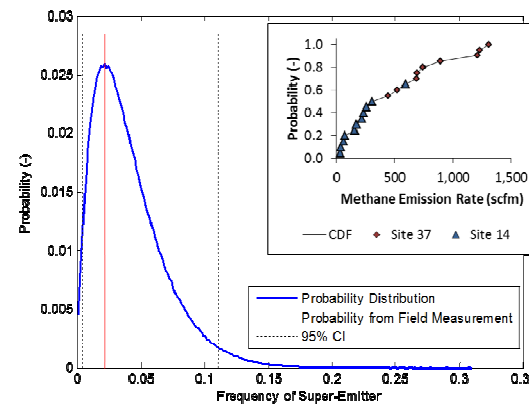 0.03
0.025
0.02
0.015
0.01
0.005
0
Probability (-)
0
0.05
0.1
0.15
0.2
0.25
0.3
0.35
Frequency of Super-Emitter
1.0
0.8
0.6
0.4
0.2
0.0
Probability (-)
0
500
1,000
1,500
Methane Emission Rate (scfm)
CDF
Site 37
Site 14
Probability Distribution
Probability from Field Measurement
95% CI